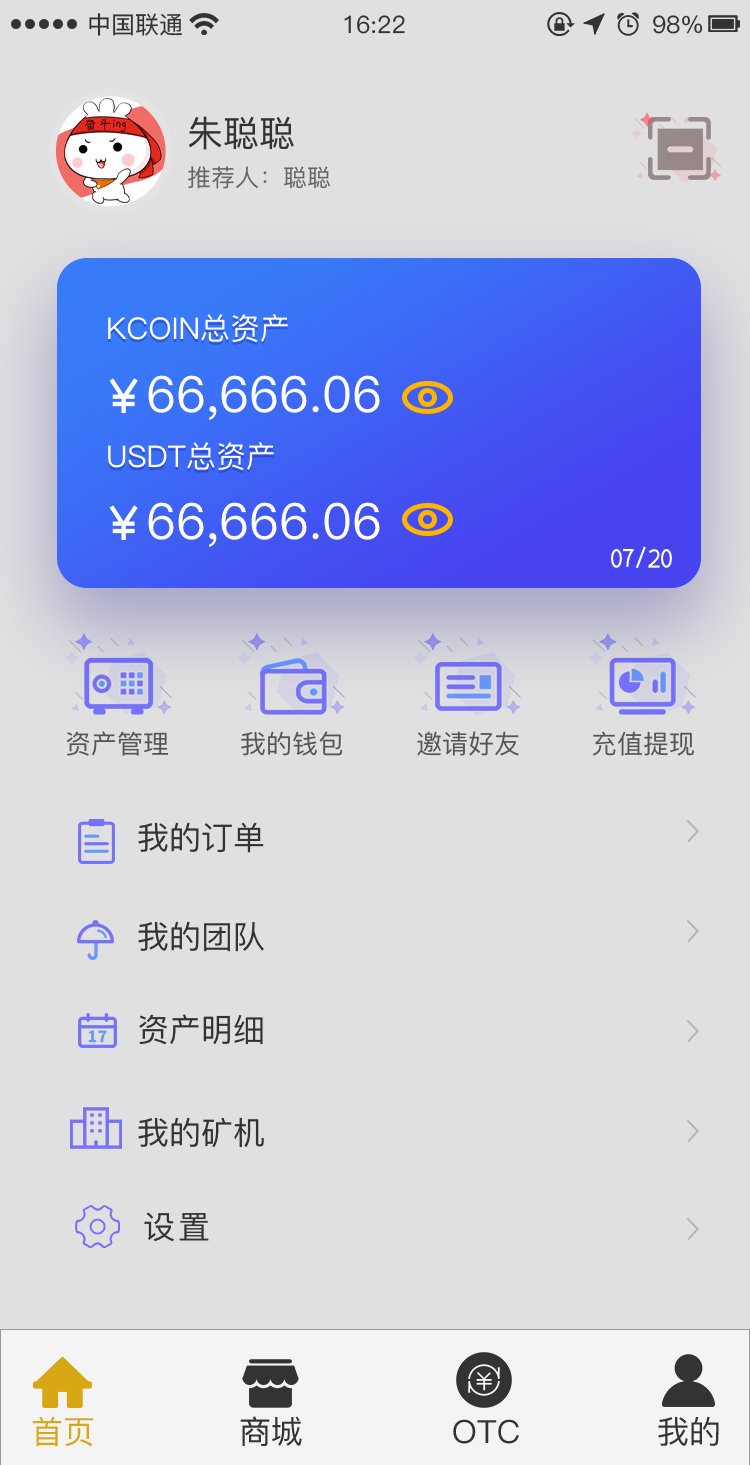 中国联通 16:22 98%
奋斗ing
朱聪聪
推荐人：聪聪
KCOIN总资产
¥66,666.06
USDT总资产
¥66,666.06
07/20
资产管理 我的钱包 邀请好友 充值提现
我的订单
我的团队
17 资产明细
我的矿机
设置
首页 商城 OTC 我的